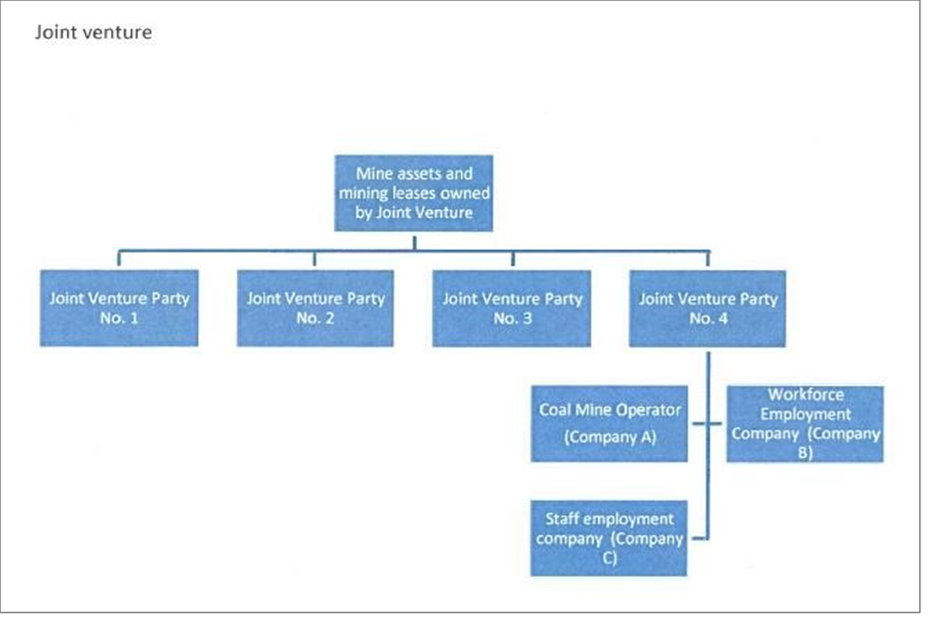 Joint venture
Mine assets and
mining leases owned
by Joint Venture
Joint Venture Party
No. 1
Joint Venture Party
No. 2
Joint Venture Party
No. 3
Joint Venture Party
No. 4
Coal Mine Operator
(Company A)
Workforce
Employment
Company (Company
B)
Staff employment
company (Company
C)